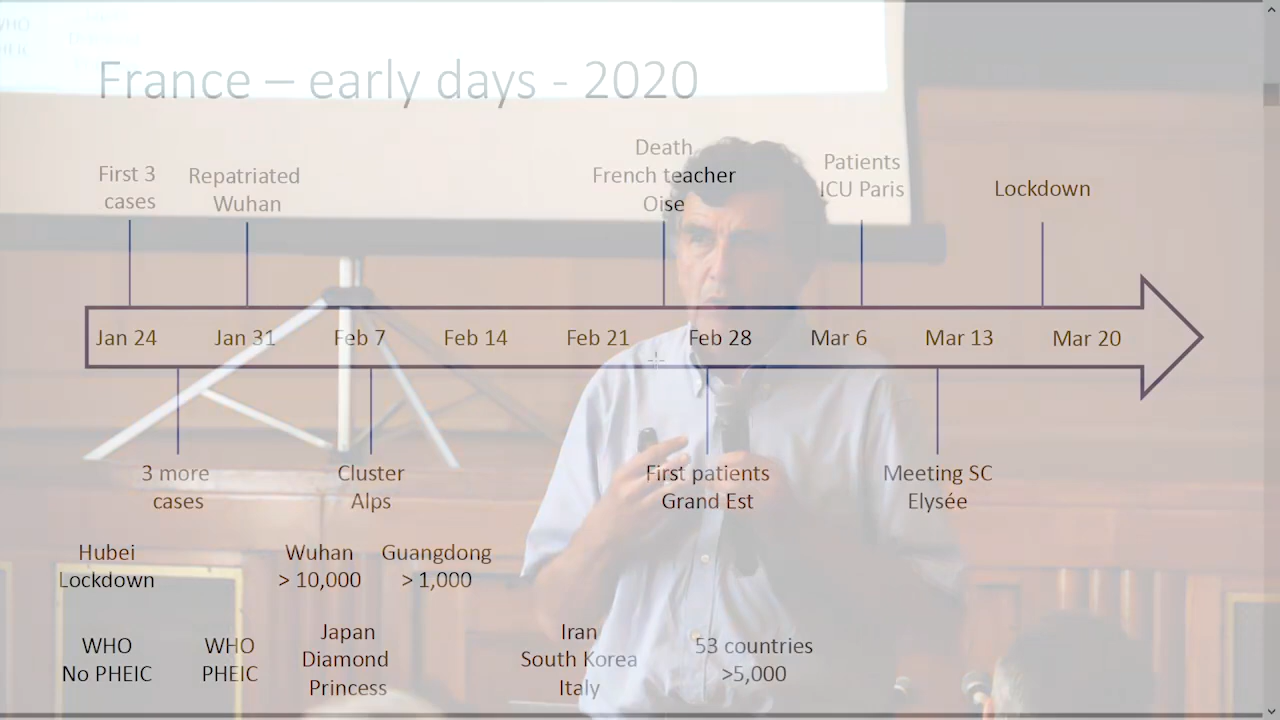 France – early days - 2020
First 3
cases
Repatriated
Wuhan
Death
French teacher
Oise
Patients
ICU Paris
Lockdown
Jan 24
Jan 31
Feb 7
Feb 14
Feb 21
Feb 28
Mar 6
Mar 13
Mar 20
3 more
cases
Cluster
Alps
First patients
Grand Est
Meeting SC
Elysée
Hubei
Lockdown
Wuhan
> 10,000
Guangdong
> 1,000
WHO
No PHEIC
WHO
PHEIC
Japan
Diamond
Princess
Iran
South Korea
Italy
53 countries
>5,000